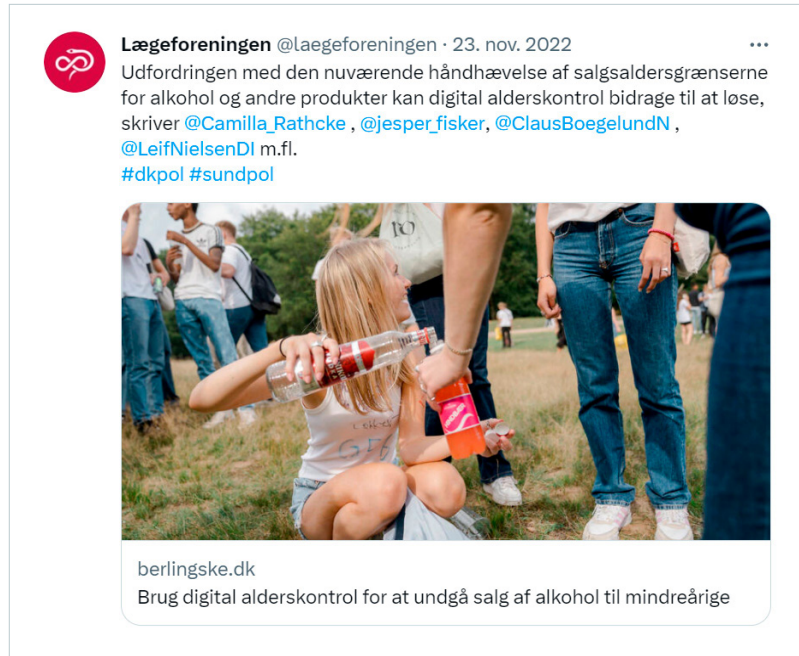 Lægeforeningen @laegeforeningen · 23. nov. 2022
Udfordringen med den nuværende håndhævelse af salgsaldersgrænserne
for alkohol og andre produkter kan digital alderskontrol bidrage til at løse,
skriver @Camilla_Rathcke , @jesper_fisker, @ClausBoegelundN ,
@LeifNielsenDI m.fl.
#dkpol #sundpol
berlingske.dk
Brug digital alderskontrol for at undgå salg af alkohol til mindreårige